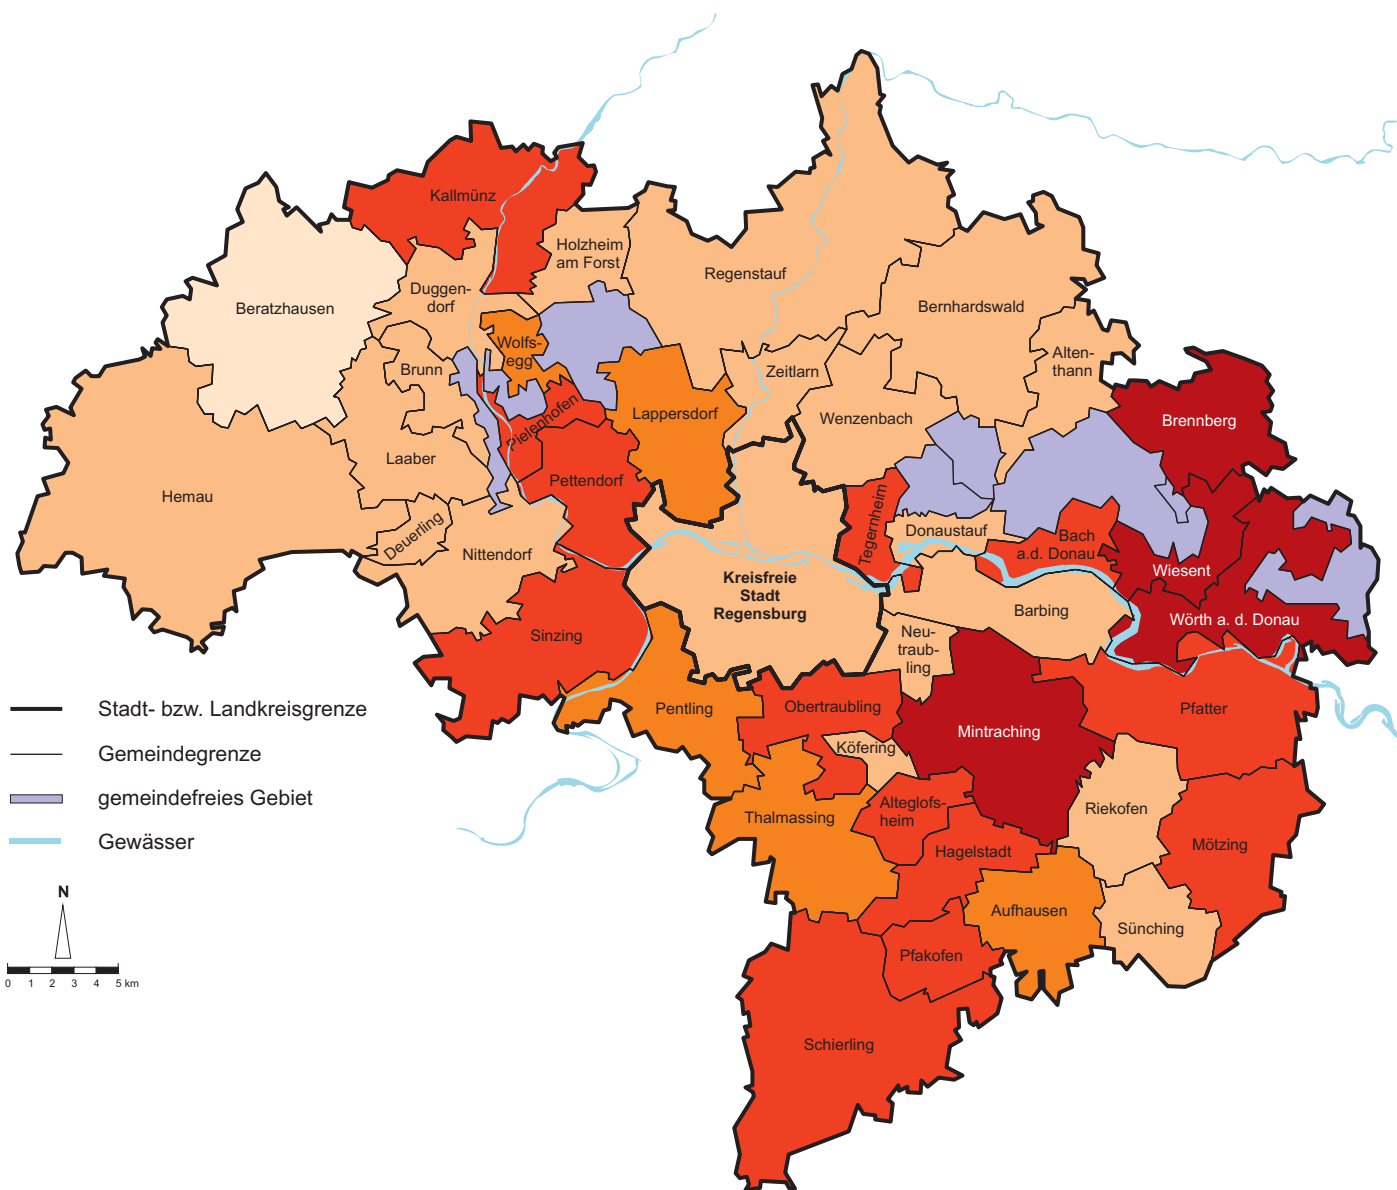 Kallmünz
Holzheim
am Forst
Regenstauf
Beratzhausen
Duggen-
dorf
Bernhardswald
Wolfs-
egg
Brunn
Zeitlarn
Alten-
thann
Pielenhofen
Lappersdorf
Wenzenbach
Brennberg
Laaber
Hemau
Pettendorf
Tegernheim
Deuerling
Nittendorf
Donaustauf
Bach
a.d. Donau
Wiesent
Kreisfreie
Stadt
Regensburg
Barbing
Wörth a. d. Donau
Sinzing
Neu-
traub-
ling
Pentling
Obertraubling
Mintraching
Pfatter
Köfering
Thalmassing
Alteglofs-
heim
Riekofen
Hagelstadt
Mötzing
Aufhausen
Sünching
Pfakofen
Schierling
Stadt- bzw. Landkreisgrenze
Gemeindegrenze
gemeindefreies Gebiet
Gewässer
N
0 1 2 3 4 5 km